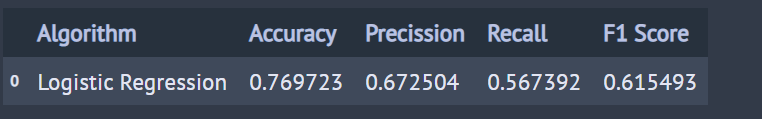 Algorithm Accuracy Precission Recall F1 Score
0 Logistic Regression 0.769723 0.672504 0.567392 0.615493